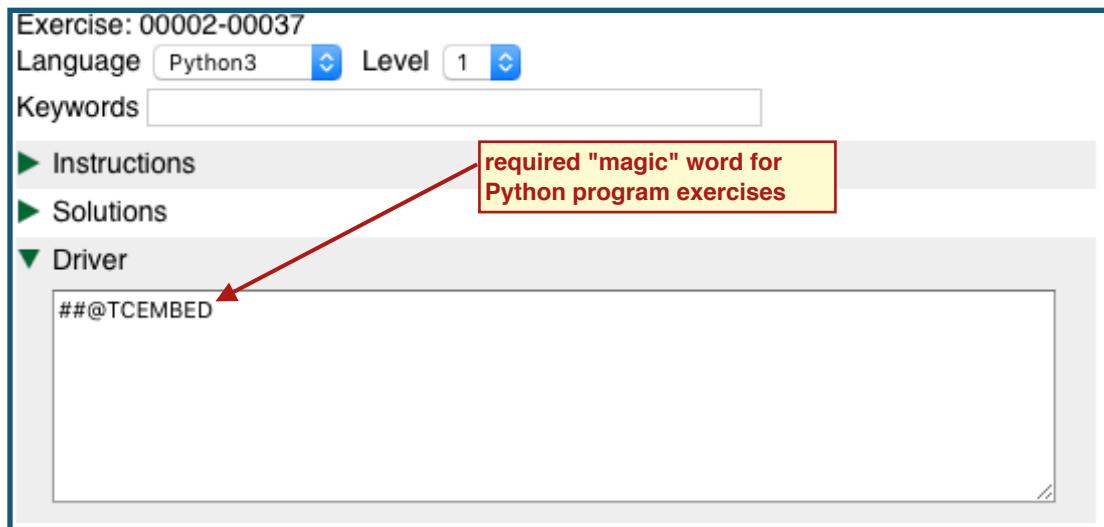 Exercise: 00002-00037
Language Python3 Level 1
Keywords
Instructions
required "magic" word for
Python program exercises
Solutions
Driver
##@TCEMBED